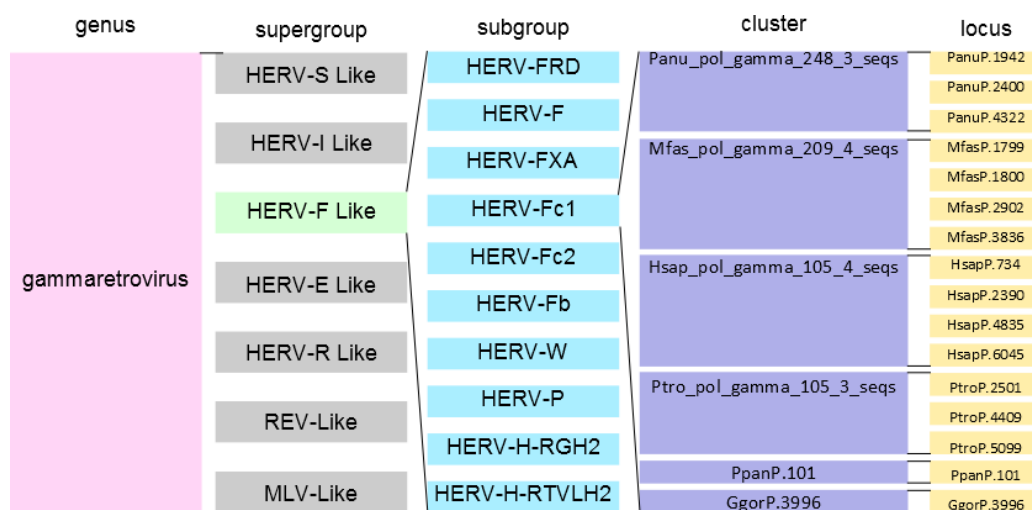 genus
supergroup
subgroup
cluster
locus
gammaretrovirus
HERV-S Like
HERV-I Like
HERV-F Like
HERV-E Like
HERV-R Like
REV-Like
MLV-Like
HERV-FRD
HERV-F
HERV-FXA
HERV-Fc1
HERV-Fc2
HERV-Fb
HERV-W
HERV-P
HERV-H-RGH2
HERV-H-RTVLH2
Panu_pol_gamma_248_3_seqs
Mfas_pol_gamma_209_4_seqs
Hsap_pol_gamma_105_4_seqs
Ptro_pol_gamma_105_3_seqs
PpanP.101
GgorP.3996
PanuP.1942
PanuP.2400
PanuP.4322
MfasP.1799
MfasP.1800
MfasP.2902
MfasP.3836
HsapP.734
HsapP.2390
HsapP.4835
HsapP.6045
PtroP.2501
PtroP.4409
PtroP.5099
PpanP.101
GgorP.3996